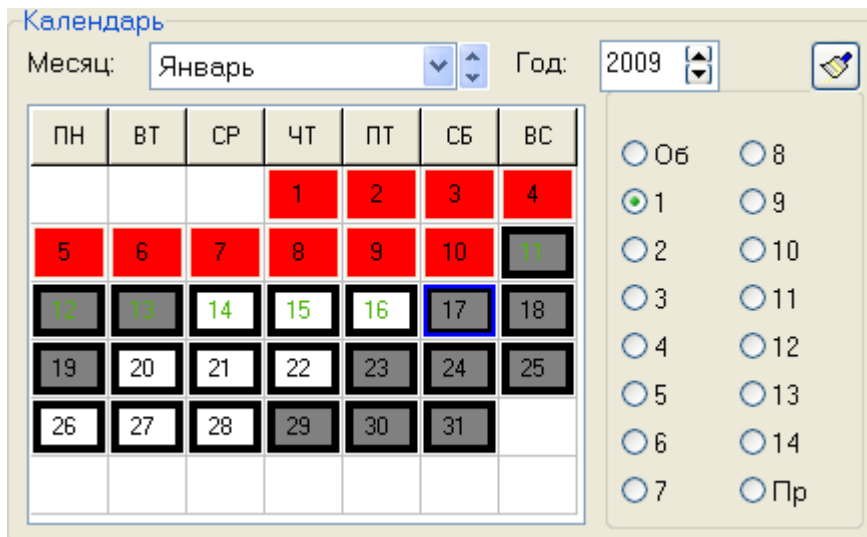 Календарь
Месяц: Январь Год: 2009
ПН ВТ СР ЧТ ПТ СБ ВС
1 2 3 4
5 6 7 8 9 10 11
12 13 14 15 16 17 18
19 20 21 22 23 24 25
26 27 28 29 30 31
Об 8
1 9
2 10
3 11
4 12
5 13
6 14
7 Пр